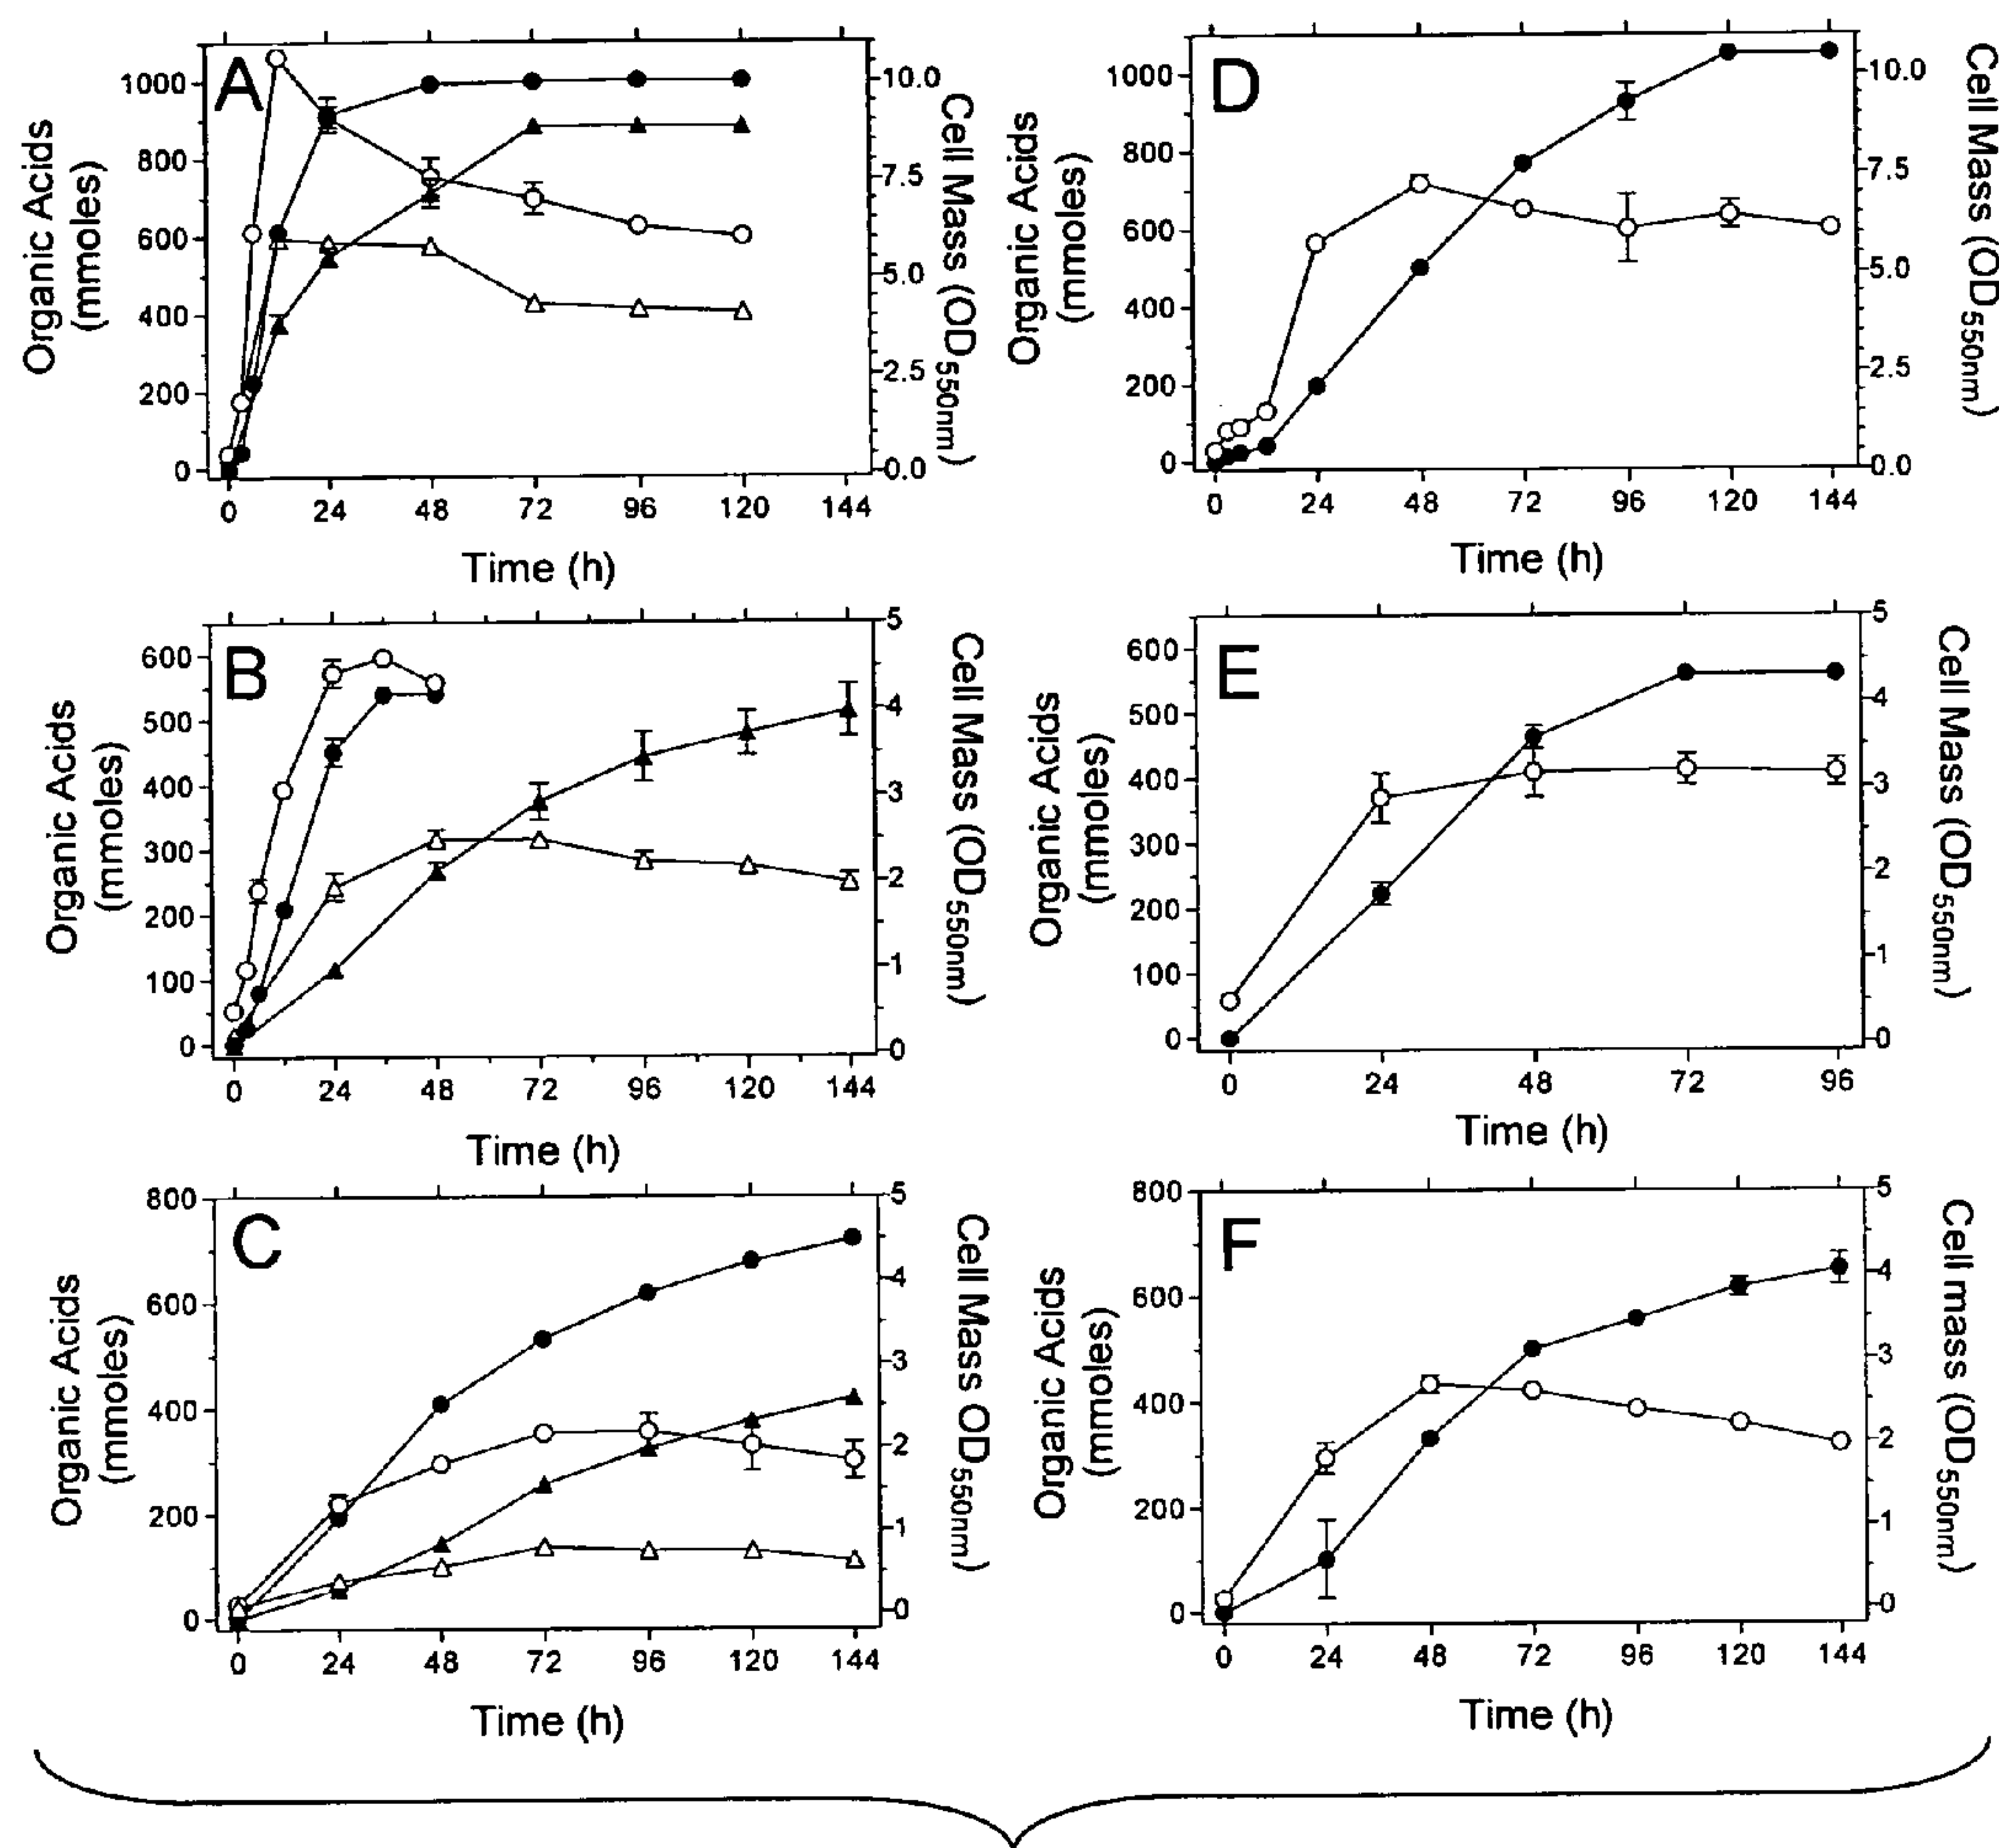 A
Organic Acids
(mmoles)
1000
800
600
400
200
0
10.0
7.5
5.0
2.5
0.0
Cell Mass (OD550nm)
0 24 48 72 96 120 144
Time (h)
D
Organic Acids
(mmoles)
1000
800
600
400
200
0
10.0
7.5
5.0
2.5
0.0
Cell Mass (OD550nm)
0 24 48 72 96 120 144
Time (h)
B
Organic Acids
(mmoles)
600
500
400
300
200
100
0
5
4
3
2
1
0
Cell Mass (OD550nm)
0 24 48 72 96 120 144
Time (h)
E
Organic Acids
(mmoles)
600
500
400
300
200
100
0
5
4
3
2
1
0
Cell Mass (OD550nm)
0 24 48 72 96
Time (h)
C
Organic Acids
(mmoles)
800
600
400
200
0
5
4
3
2
1
0
Cell Mass OD550nm)
0 24 48 72 96 120 144
Time (h)
F
Organic Acids
(mmoles)
800
600
400
200
0
5
4
3
2
1
0
Cell mass (OD550nm)
0 24 48 72 96 120 144
Time (h)